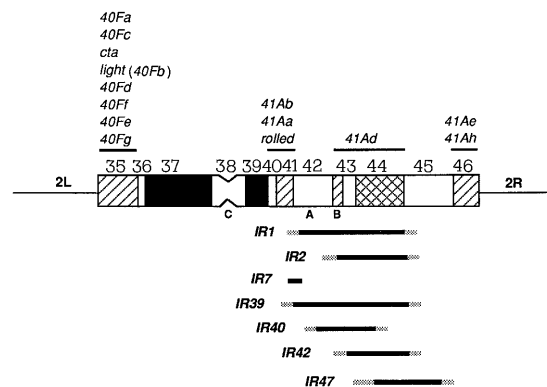 40Fa
40Fc
cta
light (40Fb)
40Fd
40Ff
40Fe
40Fg
41Ab
41Aa
rolled
41Ad
41Ae
41Ah
35 36 37 38 39 40 41 42 43 44 45 46
2L 2R
C A B
IR1
IR2
IR7
IR39
IR40
IR42
IR47